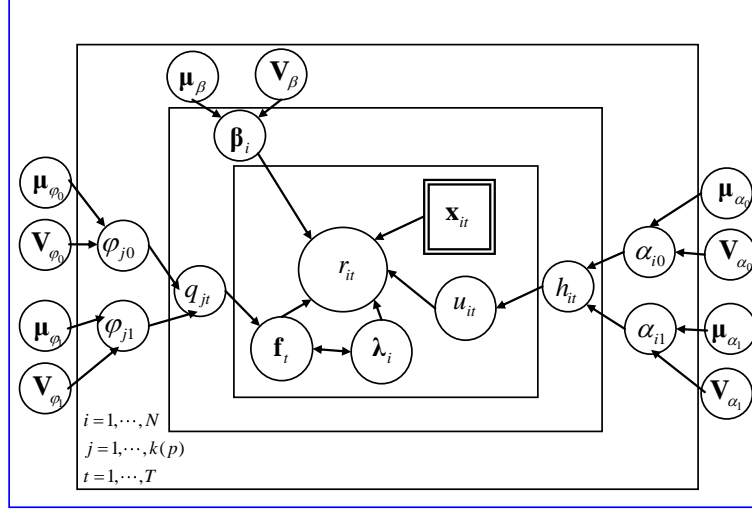 μ_β
V_β
β_i
μ_φ₀
V_φ₀
φ_j0
μ_φ₁
V_φ₁
φ_j1
q_jt
r_it
x_it
f_t
λ_i
u_it
h_it
α_i0
α_i1
μ_α₀
V_α₀
μ_α₁
V_α₁
i = 1,⋯,N
j = 1,⋯,k(p)
t = 1,⋯,T